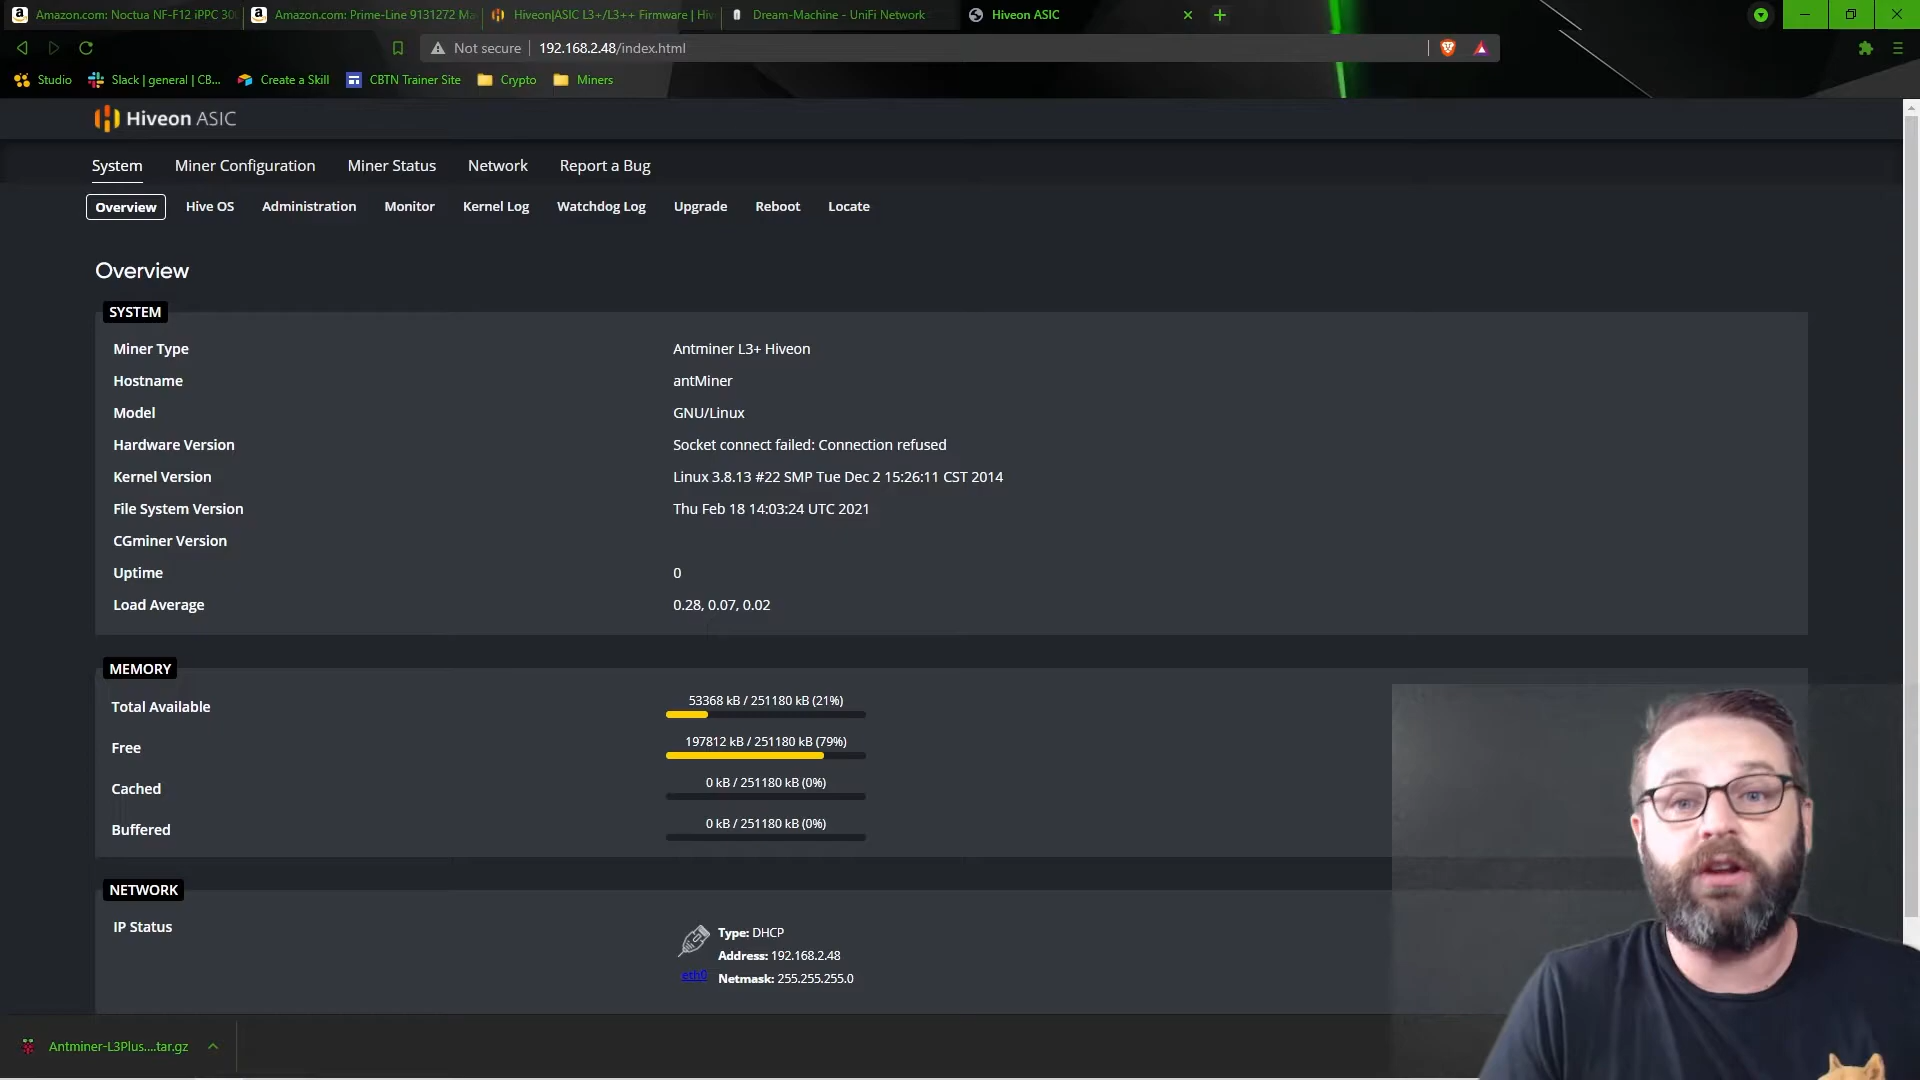 Amazon.com: Noctua NF-F12 iPPC 30
Amazon.com: Prime-Line 9131272 Ma
Hiveon|ASIC L3+/L3++ Firmware | Hiv
Dream-Machine - UniFi Network
Hiveon ASIC
Not secure
192.168.2.48/index.html
Studio
Slack | general | CB...
Create a Skill
CBTN Trainer Site
Crypto
Miners
Hiveon ASIC
System
Miner Configuration
Miner Status
Network
Report a Bug
Overview
Hive OS
Administration
Monitor
Kernel Log
Watchdog Log
Upgrade
Reboot
Locate
Overview
SYSTEM
Miner Type
Antminer L3+ Hiveon
Hostname
antMiner
Model
GNU/Linux
Hardware Version
Socket connect failed: Connection refused
Kernel Version
Linux 3.8.13 #22 SMP Tue Dec 2 15:26:11 CST 2014
File System Version
Thu Feb 18 14:03:24 UTC 2021
CGminer Version
Uptime
0
Load Average
0.28, 0.07, 0.02
MEMORY
Total Available
53368 kB / 251180 kB (21%)
Free
197812 kB / 251180 kB (79%)
Cached
0 kB / 251180 kB (0%)
Buffered
0 kB / 251180 kB (0%)
NETWORK
IP Status
eth0
Type: DHCP
Address: 192.168.2.48
Netmask: 255.255.255.0
Antminer-L3Plus....tar.gz